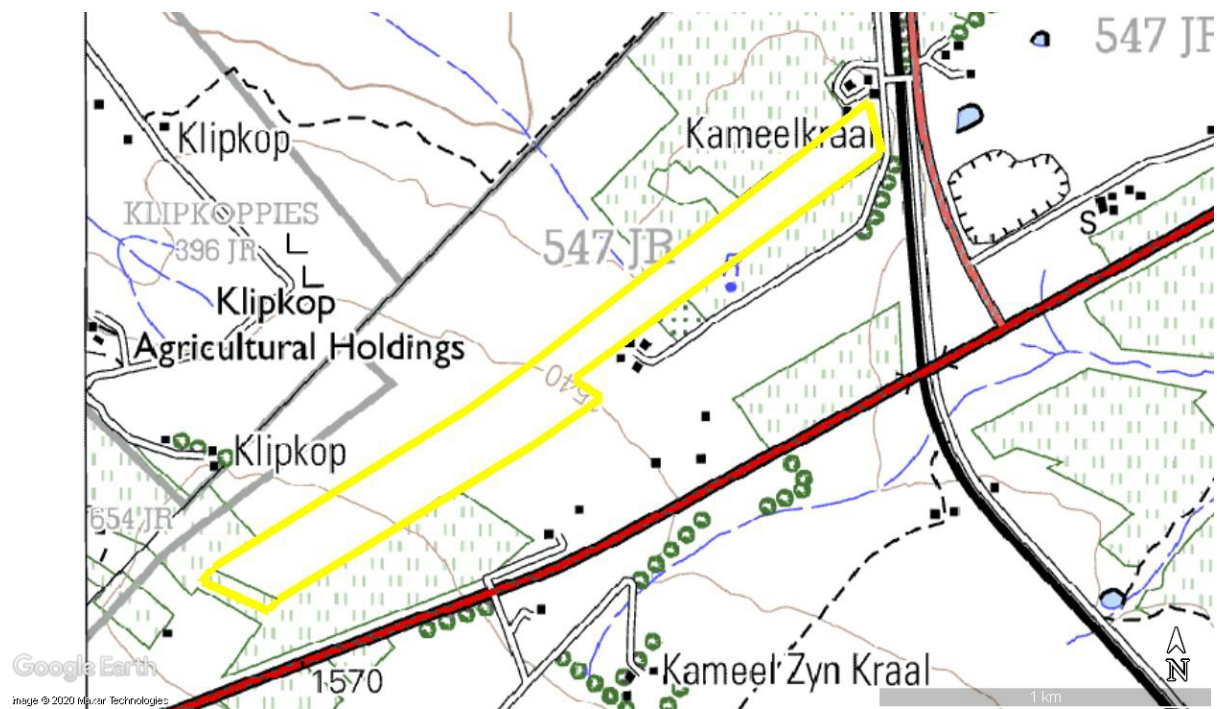 547 JR
Klipkop
Kameelkraal
KLIPKOPPIES
396 JR
547 JR
S
Klipkop
Agricultural Holdings
Klipkop
654 JR
Kameel Zyn Kraal
1570
N
1 km
Google Earth
Image © 2020 Maxar Technologies